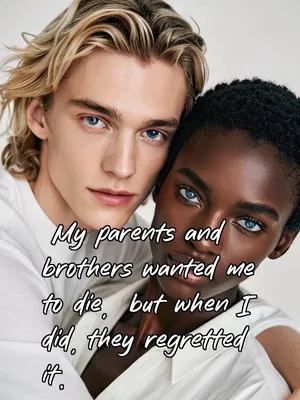 My parents and
brothers wanted me
to die, but when I
did, they regretted
it.